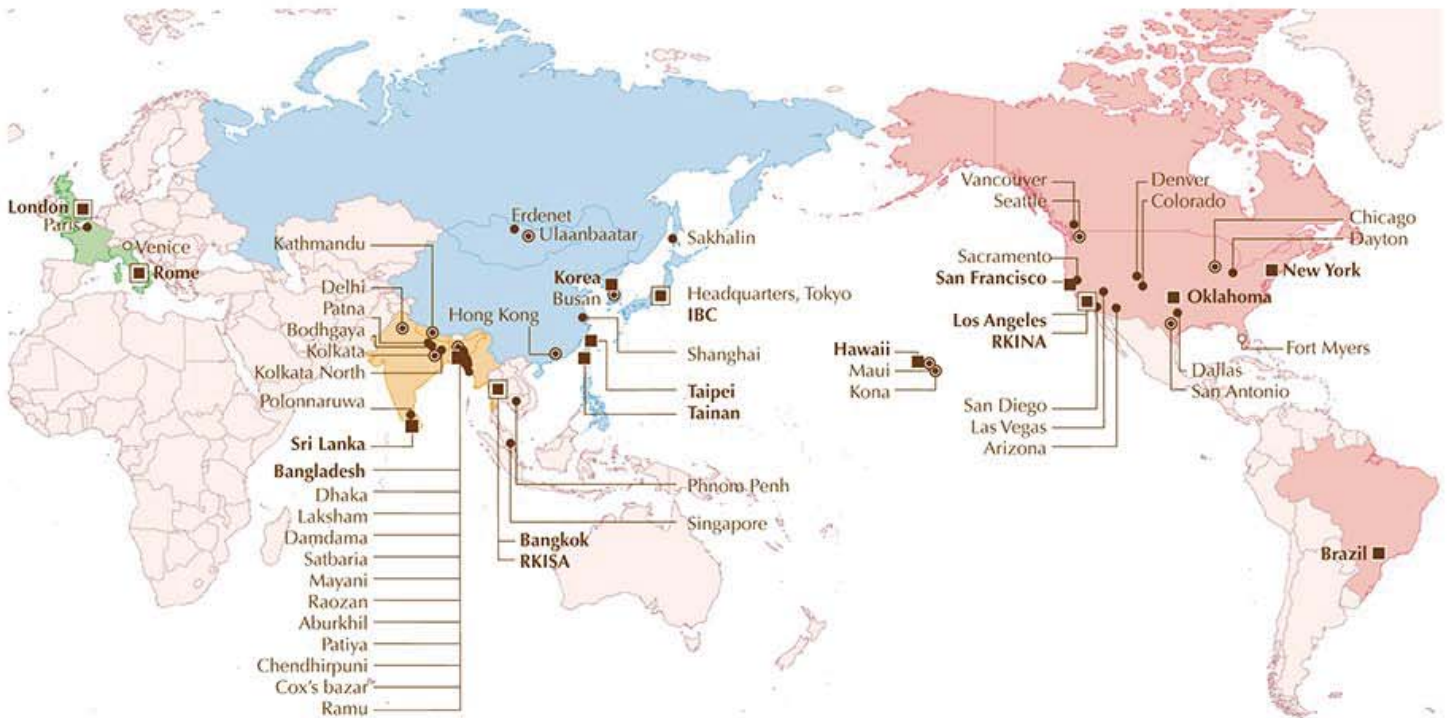 London
Paris
Venice
Rome
Kathmandu
Delhi
Patna
Bodhgaya
Kolkata
Kolkata North
Polonnaruwa
Sri Lanka
Bangladesh
Dhaka
Laksham
Damdama
Satbaria
Mayani
Raozan
Aburkhil
Patiya
Chendhirpuni
Cox's bazar
Ramu
Erdenet
Ulaanbaatar
Sakhalin
Korea
Busan
Hong Kong
Headquarters, Tokyo
IBC
Shanghai
Taipei
Tainan
Phnom Penh
Singapore
Bangkok
RKISA
Hawaii
Maui
Kona
Vancouver
Seattle
Sacramento
San Francisco
Los Angeles
RKINA
San Diego
Las Vegas
Arizona
Denver
Colorado
Chicago
Dayton
New York
Oklahoma
Fort Myers
Dallas
San Antonio
Brazil